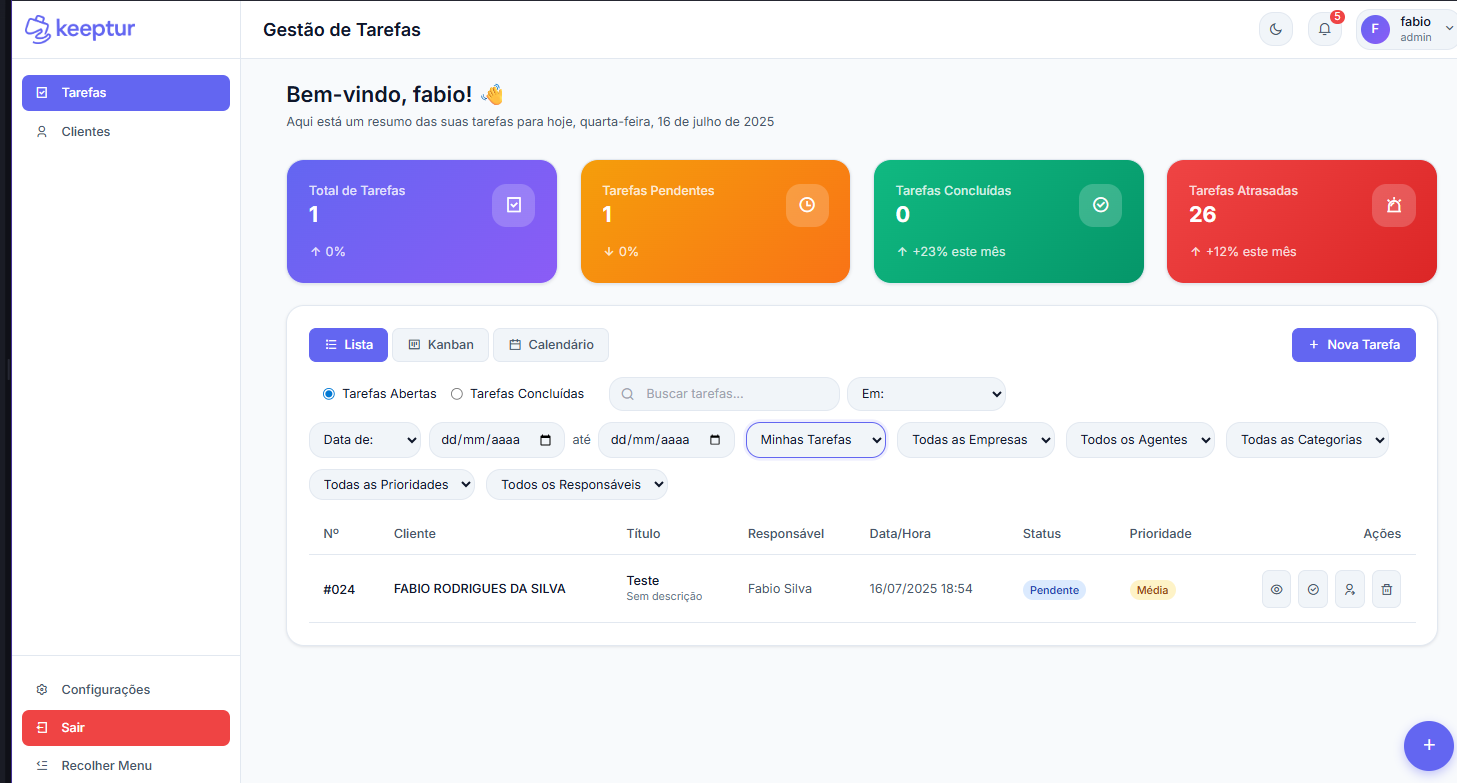 keeptur
Gestão de Tarefas
5
F
fabio
admin
Tarefas
Clientes
Bem-vindo, fabio! 👋
Aqui está um resumo das suas tarefas para hoje, quarta-feira, 16 de julho de 2025
Total de Tarefas
1
↑ 0%
Tarefas Pendentes
1
↓ 0%
Tarefas Concluídas
0
↑ +23% este mês
Tarefas Atrasadas
26
↑ +12% este mês
Lista
Kanban
Calendário
+ Nova Tarefa
Tarefas Abertas
Tarefas Concluídas
Buscar tarefas...
Em:
Data de:
dd/mm/aaaa
até
dd/mm/aaaa
Minhas Tarefas
Todas as Empresas
Todos os Agentes
Todas as Categorias
Todas as Prioridades
Todos os Responsáveis
Nº Cliente Título Responsável Data/Hora Status Prioridade Ações
#024 FABIO RODRIGUES DA SILVA Teste Fabio Silva 16/07/2025 18:54 Pendente Média
Sem descrição
Configurações
Sair
Recolher Menu
+